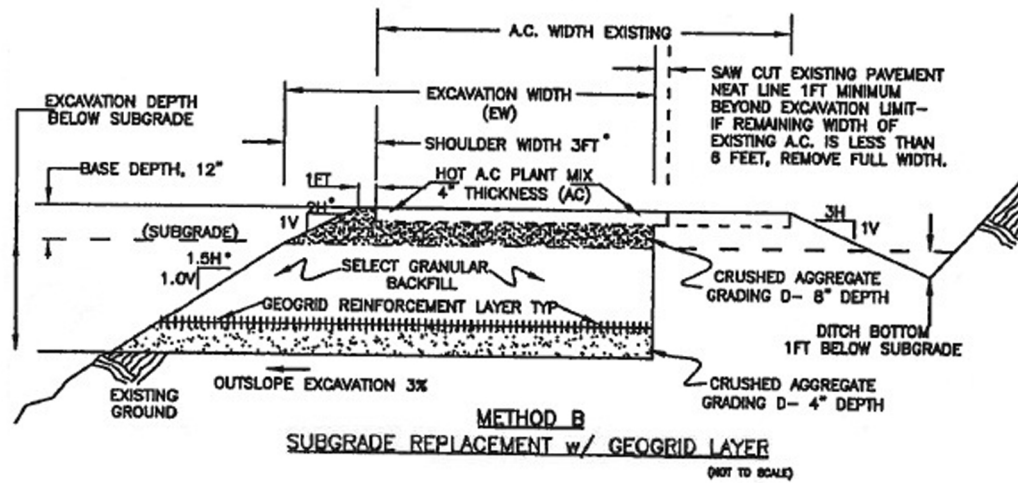 A.C. WIDTH EXISTING
SAW CUT EXISTING PAVEMENT
NEAT LINE 1FT MINIMUM
BEYOND EXCAVATION LIMIT-
IF REMAINING WIDTH OF
EXISTING A.C. IS LESS THAN
6 FEET, REMOVE FULL WIDTH.
EXCAVATION DEPTH
BELOW SUBGRADE
EXCAVATION WIDTH
(EW)
SHOULDER WIDTH 3FT*
BASE DEPTH, 12"
1FT
HOT A.C PLANT MIX
4" THICKNESS (AC)
2H*
1V
3H
1V
(SUBGRADE)
1.5H*
1.0V
SELECT GRANULAR
BACKFILL
CRUSHED AGGREGATE
GRADING D- 8" DEPTH
GEOGRID REINFORCEMENT LAYER TYP
DITCH BOTTOM
1FT BELOW SUBGRADE
OUTSLOPE EXCAVATION 3%
EXISTING
GROUND
CRUSHED AGGREGATE
GRADING D- 4" DEPTH
METHOD B
SUBGRADE REPLACEMENT w/ GEOGRID LAYER
(NOT TO SCALE)